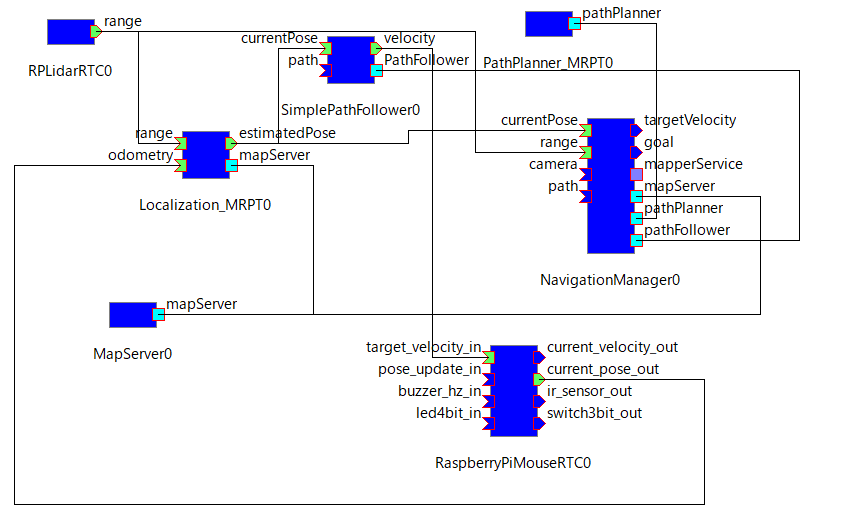 range
RPLidarRTC0
currentPose
path
velocity
PathFollower
SimplePathFollower0
pathPlanner
PathPlanner_MRPT0
range
odometry
estimatedPose
mapServer
Localization_MRPT0
currentPose
range
camera
path
targetVelocity
goal
mapperService
mapServer
pathPlanner
pathFollower
NavigationManager0
mapServer
MapServer0
target_velocity_in
pose_update_in
buzzer_hz_in
led4bit_in
current_velocity_out
current_pose_out
ir_sensor_out
switch3bit_out
RaspberryPiMouseRTC0